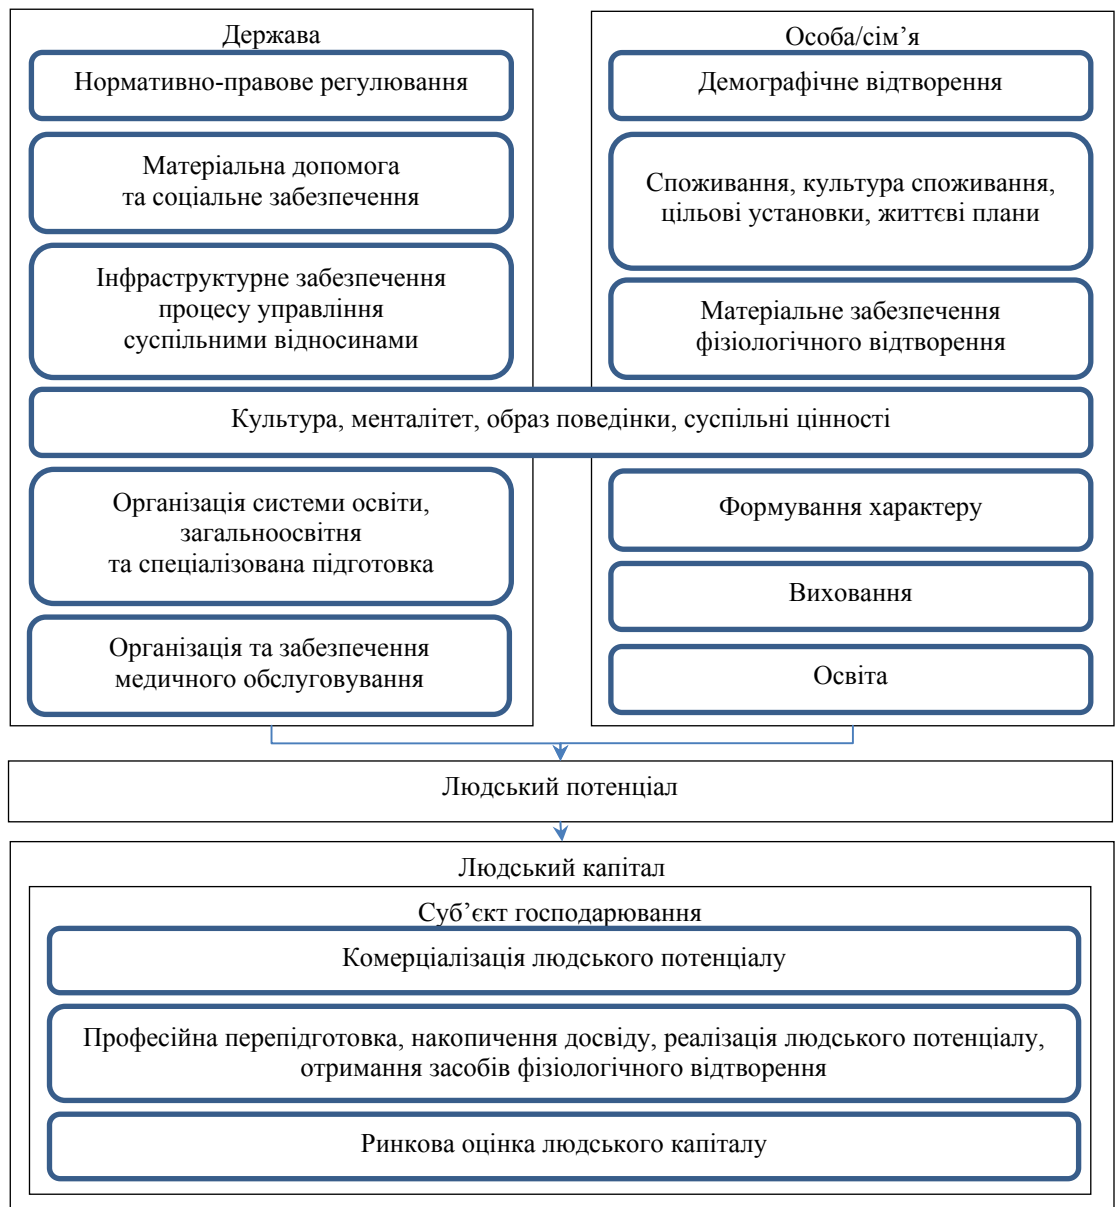 Держава
Нормативно-правове регулювання
Матеріальна допомога
та соціальне забезпечення
Інфраструктурне забезпечення
процесу управління
суспільними відносинами
Особа/сім’я
Демографічне відтворення
Споживання, культура споживання,
цільові установки, життєві плани
Матеріальне забезпечення
фізіологічного відтворення
Культура, менталітет, образ поведінки, суспільні цінності
Організація системи освіти,
загальноосвітня
та спеціалізована підготовка
Організація та забезпечення
медичного обслуговування
Формування характеру
Виховання
Освіта
Людський потенціал
Людський капітал
Суб’єкт господарювання
Комерціалізація людського потенціалу
Професійна перепідготовка, накопичення досвіду, реалізація людського потенціалу,
отримання засобів фізіологічного відтворення
Ринкова оцінка людського капіталу